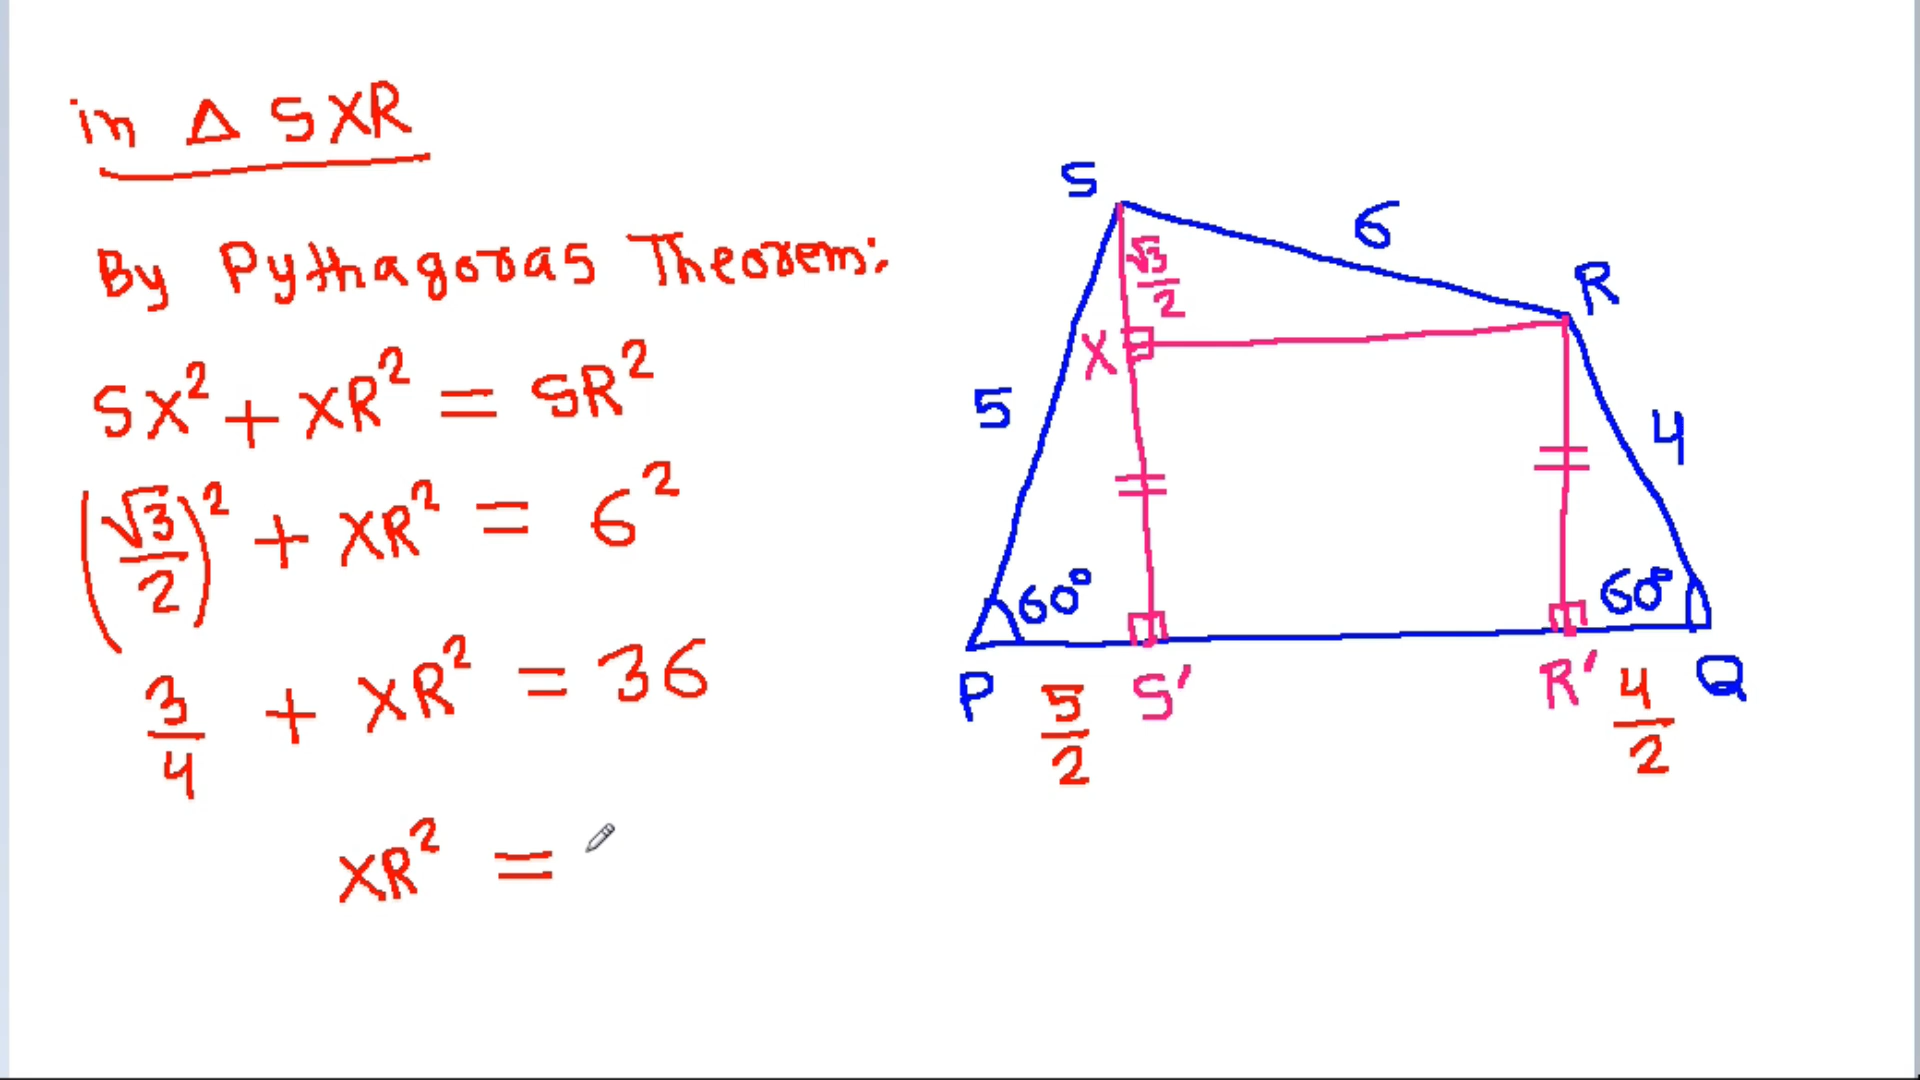 in Δ SXR
By Pythagoras Theorem:
SX² + XR² = SR²
(√3/2)² + XR² = 6²
3/4 + XR² = 36
XR² =
S
6
R
√3/2
X
5
4
60°
60°
P
5/2
S'
R'
4/2
Q